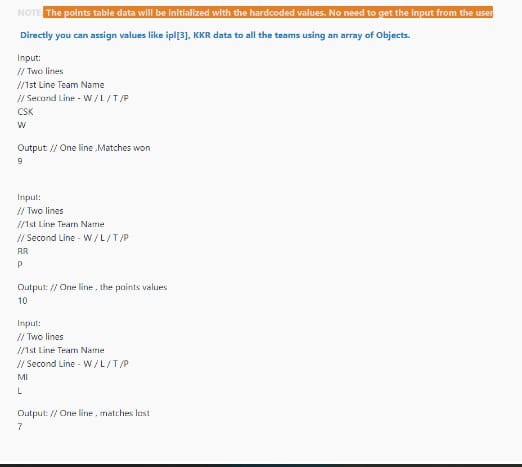 NOTE: The points table data will be initialized with the hardcoded values. No need to get the input from the user
Directly you can assign values like ipl[3], KKR data to all the teams using an array of Objects.
Input:
// Two lines
//1st Line Team Name
// Second Line - W / L / T /P
CSK
W
Output: // One line ,Matches won
9
Input:
// Two lines
//1st Line Team Name
// Second Line - W / L / T /P
RR
P
Output: // One line , the points values
10
Input:
// Two lines
//1st Line Team Name
// Second Line - W / L / T /P
MI
L
Output: // One line , matches lost
7